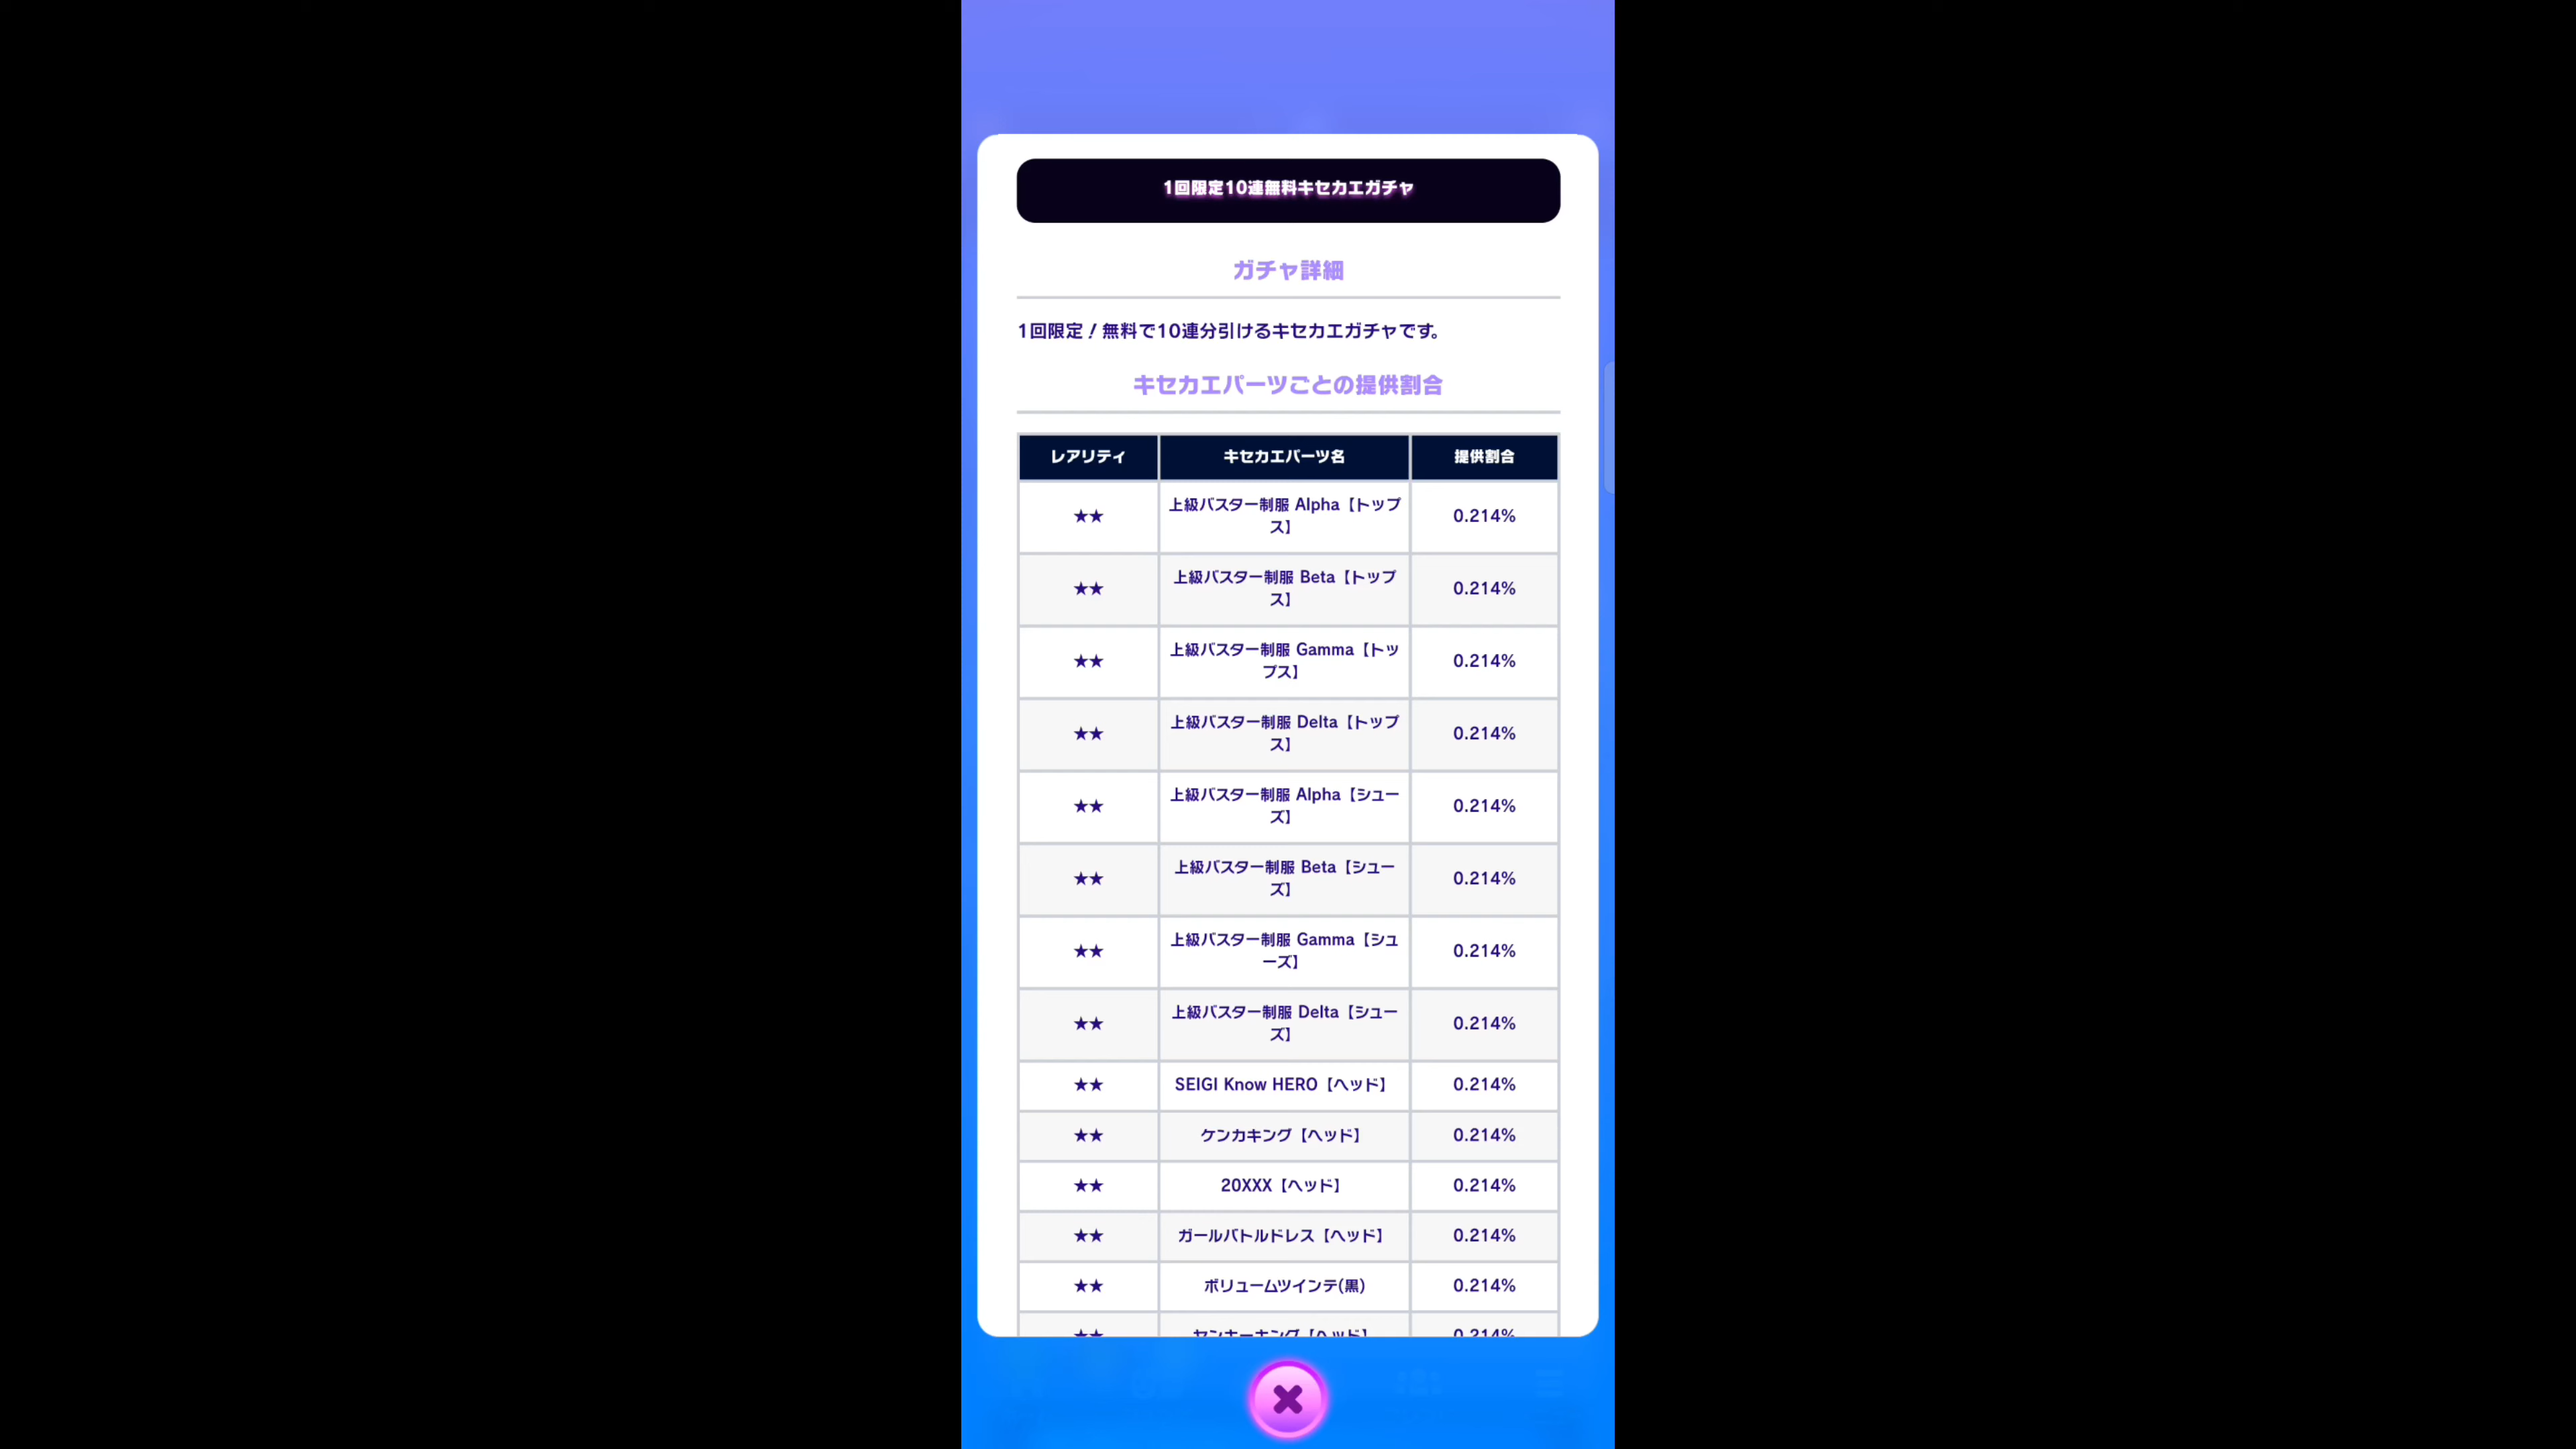 1回限定10連無料キセカエガチャ
ガチャ詳細
1回限定！無料で10連分引けるキセカエガチャです。
キセカエパーツごとの提供割合
レアリティ キセカエパーツ名 提供割合
★★ 上級バスター制服 Alpha【トップ
ス】 0.214%
★★ 上級バスター制服 Beta【トップ
ス】 0.214%
★★ 上級バスター制服 Gamma【トッ
プス】 0.214%
★★ 上級バスター制服 Delta【トップ
ス】 0.214%
★★ 上級バスター制服 Alpha【シュー
ズ】 0.214%
★★ 上級バスター制服 Beta【シュー
ズ】 0.214%
★★ 上級バスター制服 Gamma【シュ
ーズ】 0.214%
★★ 上級バスター制服 Delta【シュー
ズ】 0.214%
★★ SEIGI Know HERO【ヘッド】 0.214%
★★ ケンカキング【ヘッド】 0.214%
★★ 20XXX【ヘッド】 0.214%
★★ ガールバトルドレス【ヘッド】 0.214%
★★ ボリュームツインテ(黒) 0.214%
★★ ヤンキーキング【ヘッド】 0.214%